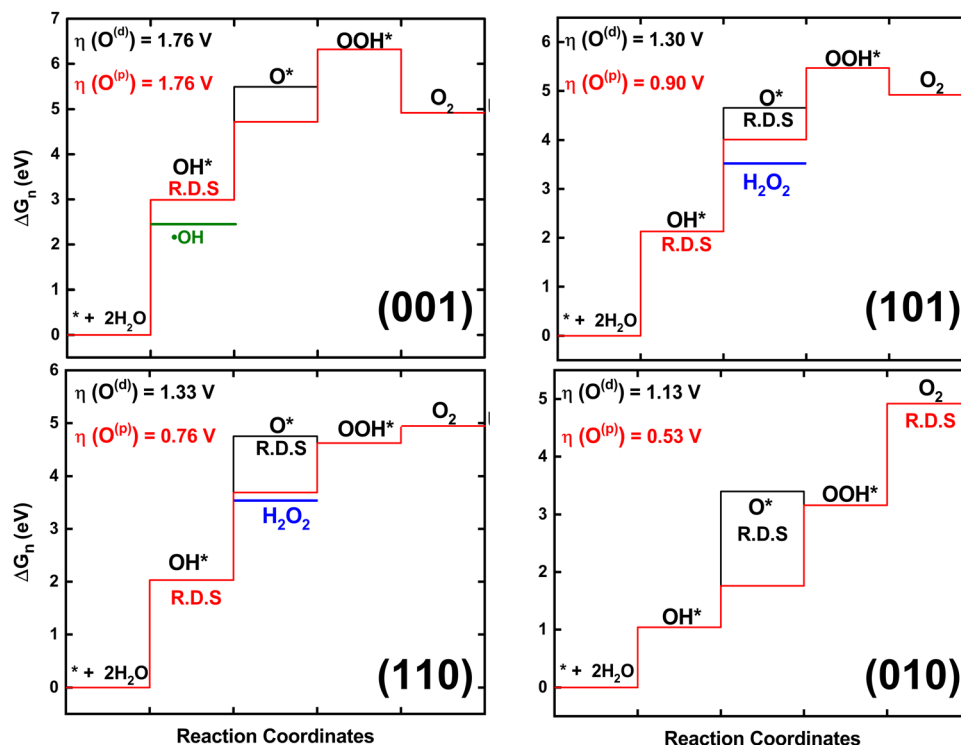 η (O⁽ᵈ⁾) = 1.76 V
η (O⁽ᵖ⁾) = 1.76 V
OOH*
O*
O₂
OH*
R.D.S
•OH
* + 2H₂O
(001)
7
6
5
4
3
2
1
0
ΔGₙ (eV)
η (O⁽ᵈ⁾) = 1.30 V
η (O⁽ᵖ⁾) = 0.90 V
OOH*
O*
R.D.S
O₂
H₂O₂
OH*
R.D.S
* + 2H₂O
(101)
6
5
4
3
2
1
0
η (O⁽ᵈ⁾) = 1.33 V
η (O⁽ᵖ⁾) = 0.76 V
O*
R.D.S
OOH*
O₂
H₂O₂
OH*
R.D.S
* + 2H₂O
(110)
6
5
4
3
2
1
0
ΔGₙ (eV)
Reaction Coordinates
η (O⁽ᵈ⁾) = 1.13 V
η (O⁽ᵖ⁾) = 0.53 V
O₂
R.D.S
O*
R.D.S
OOH*
OH*
* + 2H₂O
(010)
5
4
3
2
1
0
Reaction Coordinates